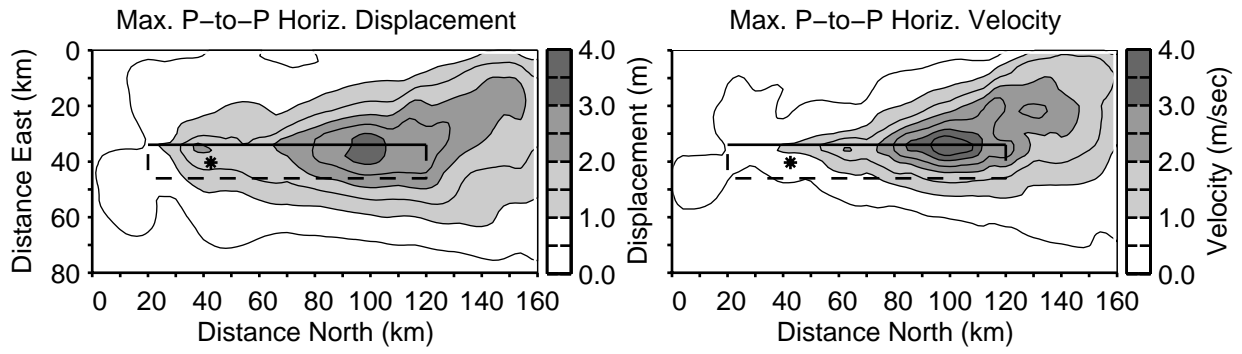 Max. P−to−P Horiz. Displacement
Distance East (km)
0
20
40
60
80
0 20 40 60 80 100 120 140 160
Distance North (km)
4.0
3.0
2.0
1.0
0.0
Displacement (m)
Max. P−to−P Horiz. Velocity
0 20 40 60 80 100 120 140 160
Distance North (km)
4.0
3.0
2.0
1.0
0.0
Velocity (m/sec)